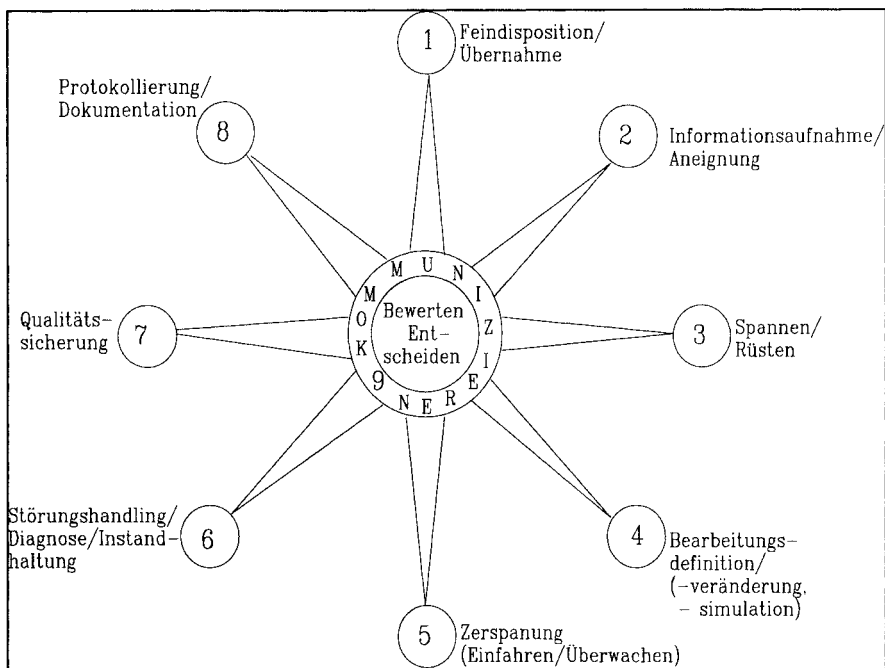 1
Feindisposition/
Übernahme
2
Informationsaufnahme/
Aneignung
3
Spannen/
Rüsten
4
Bearbeitungs-
definition/
(-veränderung,
- simulation)
5
Zerspanung
(Einfahren/Überwachen)
6
Störungshandling/
Diagnose/Instand-
haltung
7
Qualitäts-
sicherung
8
Protokollierung/
Dokumentation
9
KOMMUNIZIEREN
Bewerten
Ent-
scheiden